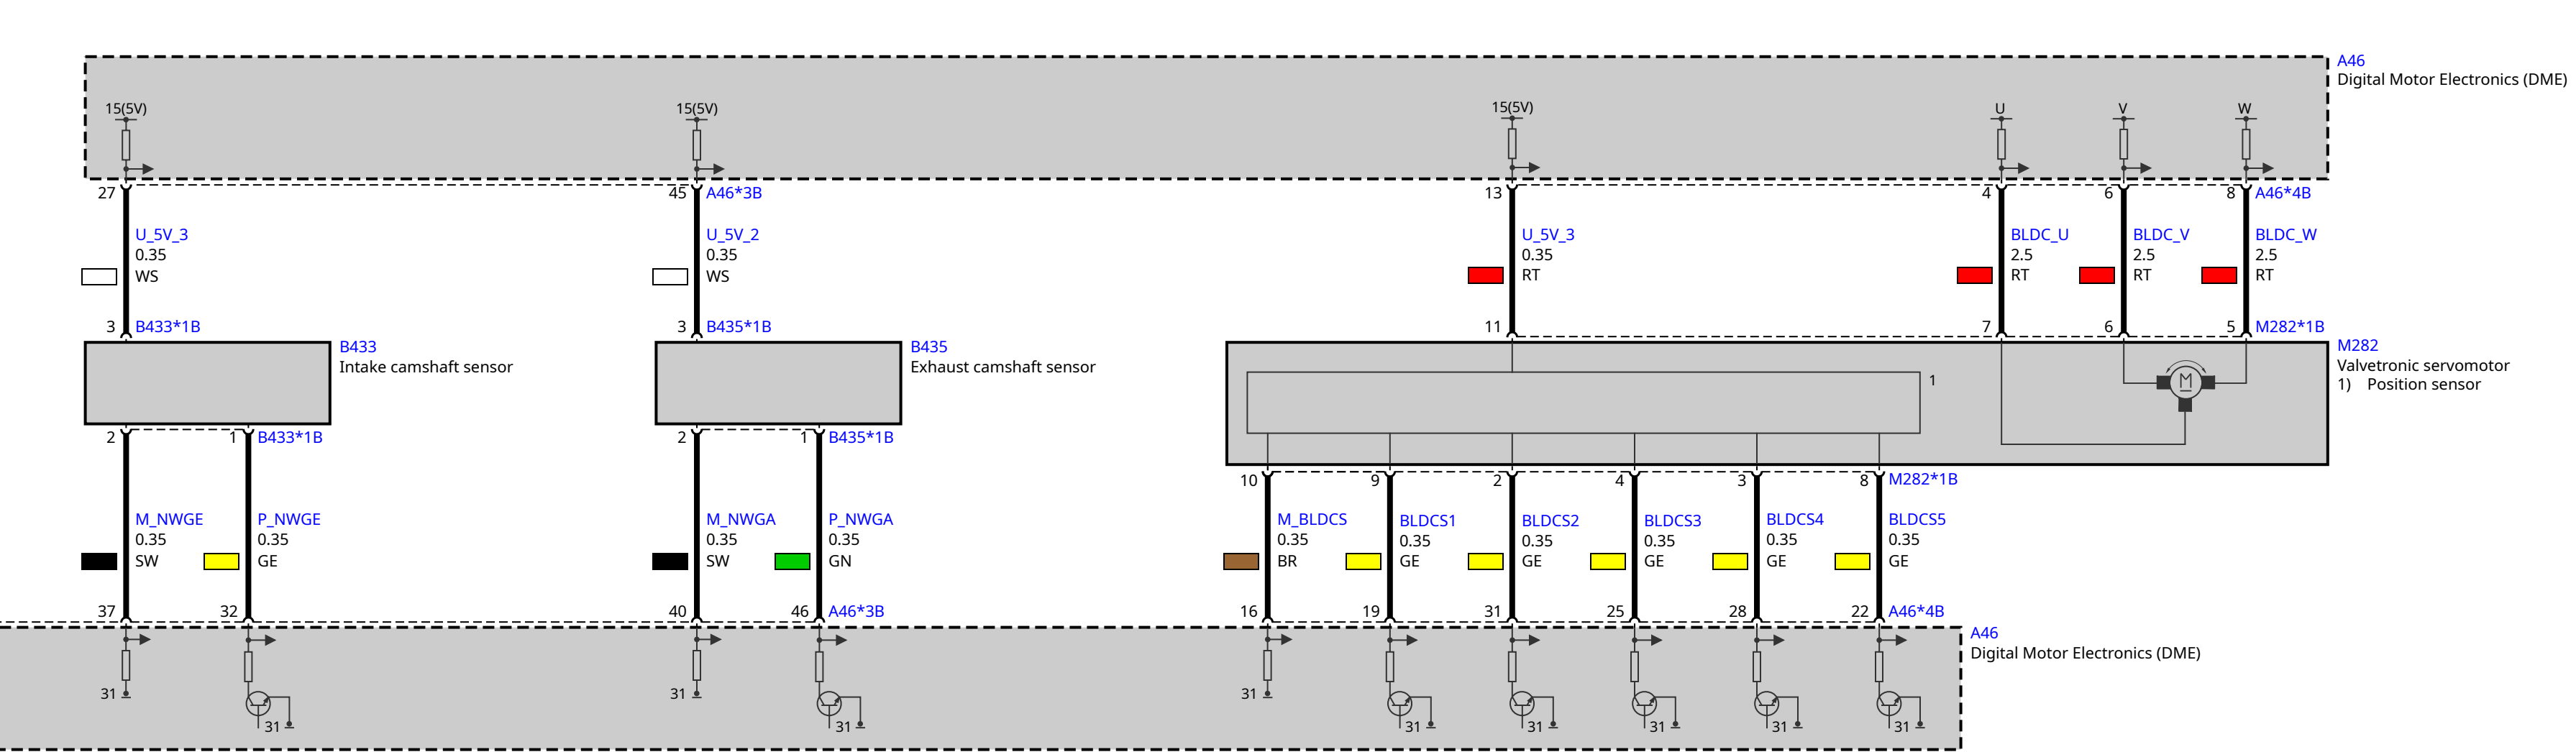 A46
Digital Motor Electronics (DME)
15(5V) 15(5V) 15(5V) U V W
27 45 A46*3B 13 4 6 8 A46*4B
U_5V_3 U_5V_2 U_5V_3 BLDC_U BLDC_V BLDC_W
0.35 0.35 0.35 2.5 2.5 2.5
WS WS RT RT RT RT
3 B433*1B 3 B435*1B 11 7 6 5 M282*1B
B433
Intake camshaft sensor
B435
Exhaust camshaft sensor
M282
Valvetronic servomotor
1) Position sensor
1
M
2 1 B433*1B 2 1 B435*1B 10 9 2 4 3 8 M282*1B
M_NWGE P_NWGE M_NWGA P_NWGA M_BLDCS BLDCS1 BLDCS2 BLDCS3 BLDCS4 BLDCS5
0.35 0.35 0.35 0.35 0.35 0.35 0.35 0.35 0.35 0.35
SW GE SW GN BR GE GE GE GE GE
37 32 40 46 A46*3B 16 19 31 25 28 22 A46*4B
A46
Digital Motor Electronics (DME)
31 31 31
31 31 31 31 31 31 31